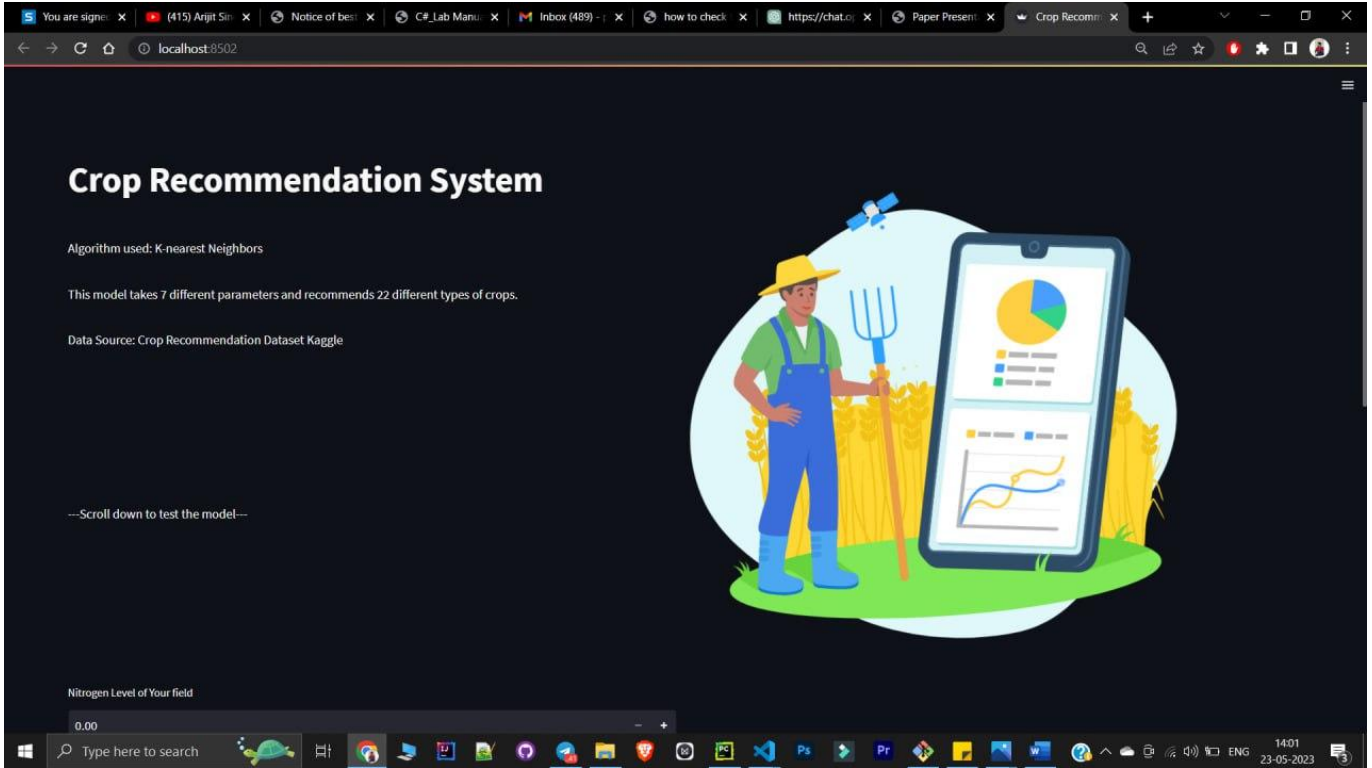 You are signe
(415) Arijit Sin
Notice of bes
C#_Lab Manu
Inbox (489) -
how to check
https://chat.o
Paper Present
Crop Recomm
localhost:8502
Crop Recommendation System
Algorithm used: K-nearest Neighbors
This model takes 7 different parameters and recommends 22 different types of crops.
Data Source: Crop Recommendation Dataset Kaggle
---Scroll down to test the model---
Nitrogen Level of Your field
0.00
Type here to search
ENG
14:01
23-05-2023